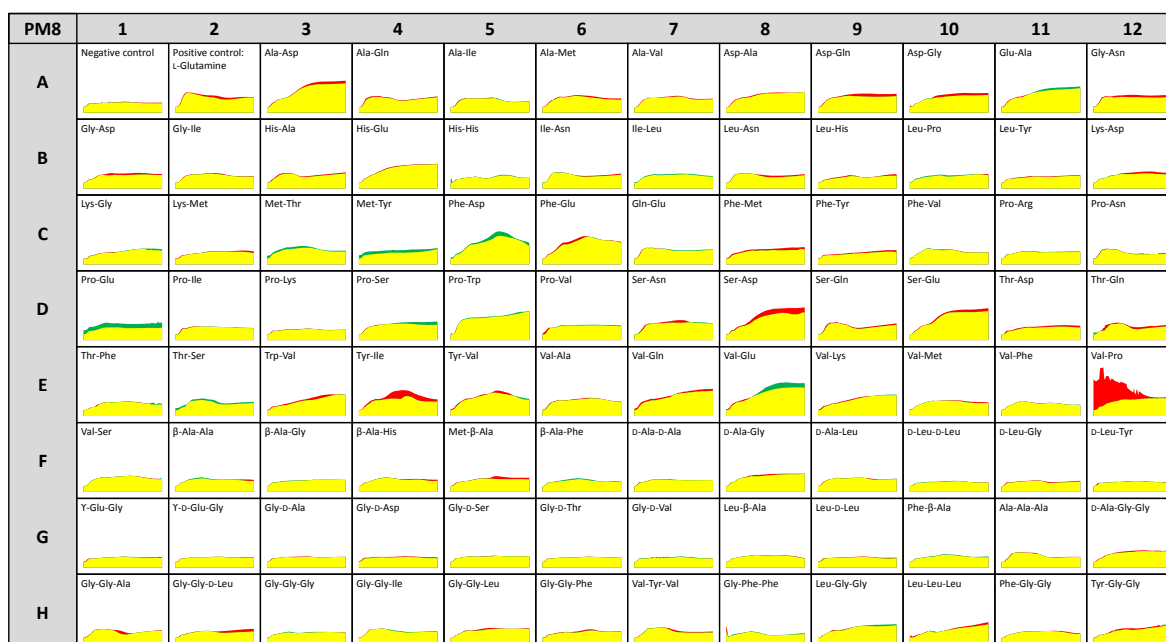 PM8 1 2 3 4 5 6 7 8 9 10 11 12
A
Negative control
Positive control:
L-Glutamine
Ala-Asp
Ala-Gln
Ala-Ile
Ala-Met
Ala-Val
Asp-Ala
Asp-Gln
Asp-Gly
Glu-Ala
Gly-Asn
B
Gly-Asp
Gly-Ile
His-Ala
His-Glu
His-His
Ile-Asn
Ile-Leu
Leu-Asn
Leu-His
Leu-Pro
Leu-Tyr
Lys-Asp
C
Lys-Gly
Lys-Met
Met-Thr
Met-Tyr
Phe-Asp
Phe-Glu
Gln-Glu
Phe-Met
Phe-Tyr
Phe-Val
Pro-Arg
Pro-Asn
D
Pro-Glu
Pro-Ile
Pro-Lys
Pro-Ser
Pro-Trp
Pro-Val
Ser-Asn
Ser-Asp
Ser-Gln
Ser-Glu
Thr-Asp
Thr-Gln
E
Thr-Phe
Thr-Ser
Trp-Val
Tyr-Ile
Tyr-Val
Val-Ala
Val-Gln
Val-Glu
Val-Lys
Val-Met
Val-Phe
Val-Pro
F
Val-Ser
β-Ala-Ala
β-Ala-Gly
β-Ala-His
Met-β-Ala
β-Ala-Phe
D-Ala-D-Ala
D-Ala-Gly
D-Ala-Leu
D-Leu-D-Leu
D-Leu-Gly
D-Leu-Tyr
G
ϒ-Glu-Gly
ϒ-D-Glu-Gly
Gly-D-Ala
Gly-D-Asp
Gly-D-Ser
Gly-D-Thr
Gly-D-Val
Leu-β-Ala
Leu-D-Leu
Phe-β-Ala
Ala-Ala-Ala
D-Ala-Gly-Gly
H
Gly-Gly-Ala
Gly-Gly-D-Leu
Gly-Gly-Gly
Gly-Gly-Ile
Gly-Gly-Leu
Gly-Gly-Phe
Val-Tyr-Val
Gly-Phe-Phe
Leu-Gly-Gly
Leu-Leu-Leu
Phe-Gly-Gly
Tyr-Gly-Gly